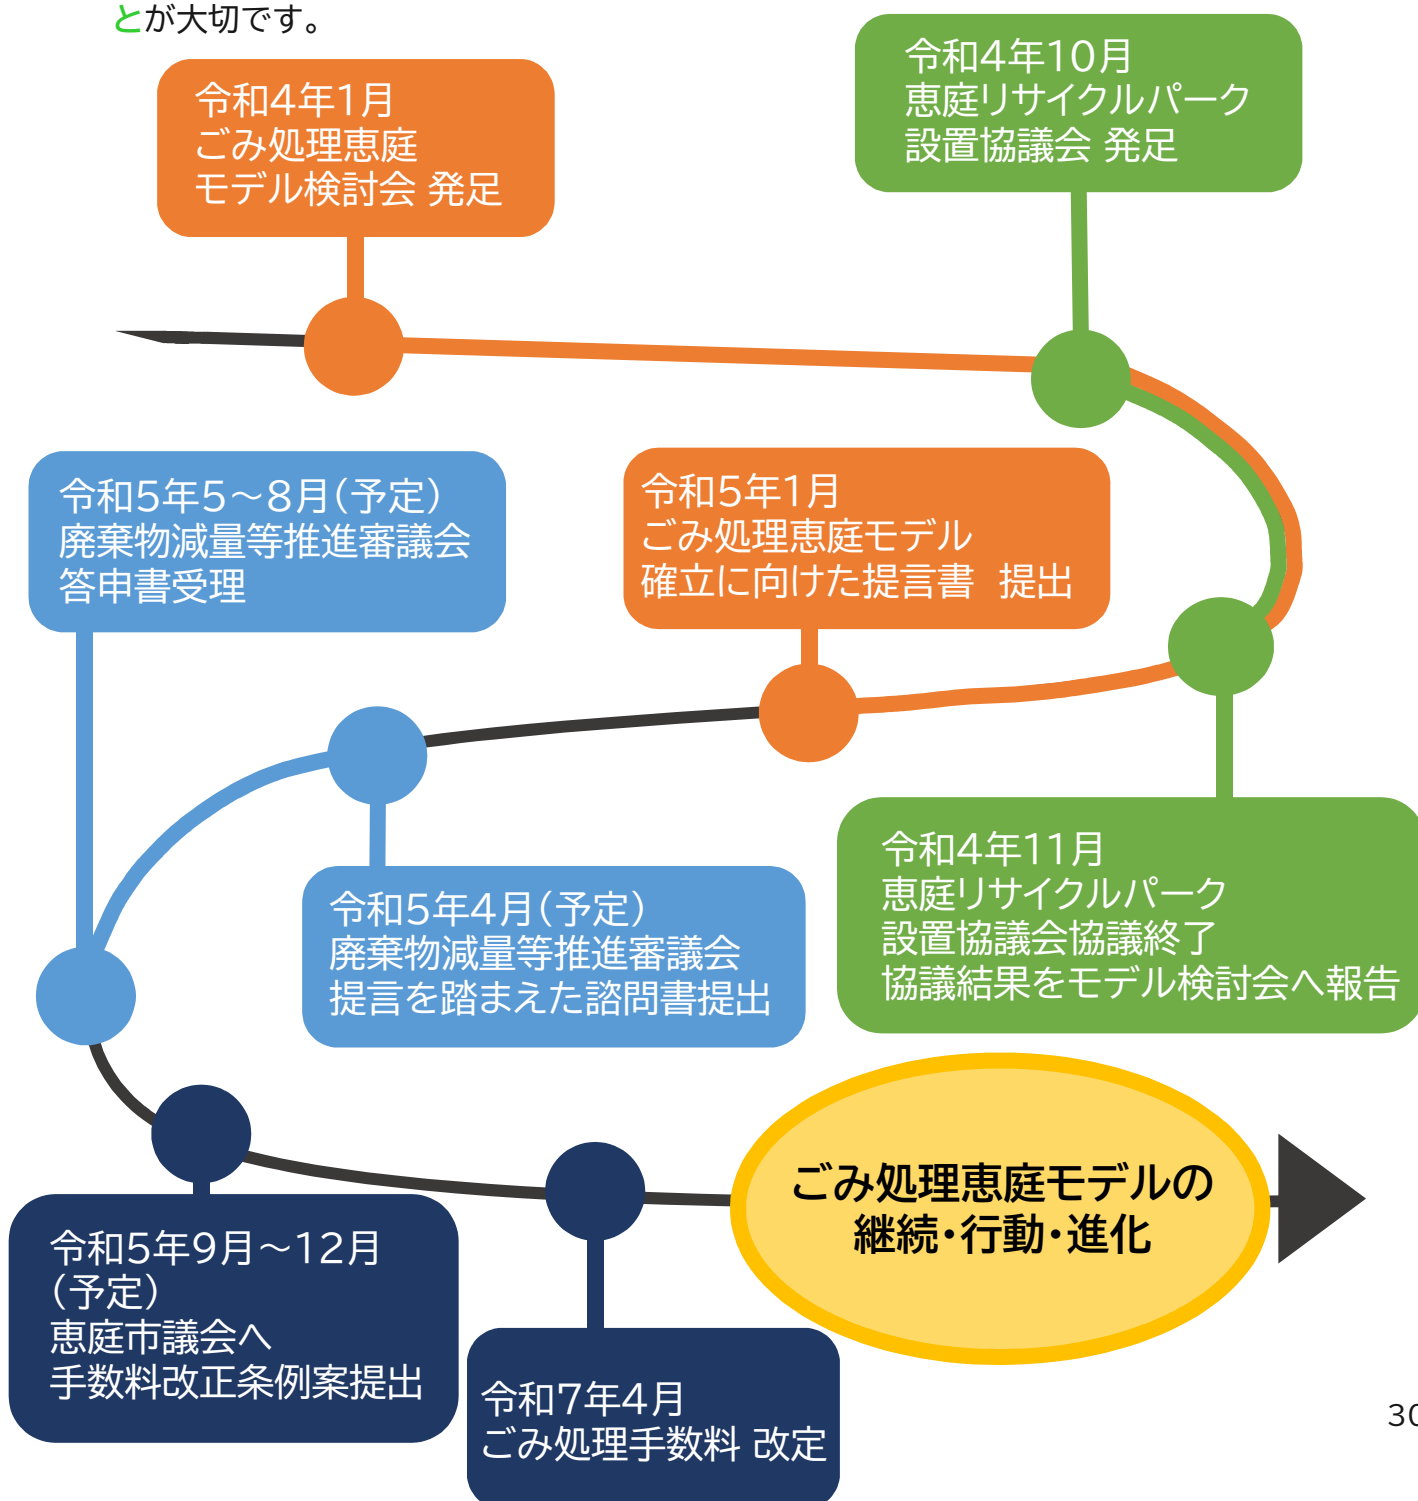 とが大切です。
令和4年1月
ごみ処理恵庭
モデル検討会 発足
令和4年10月
恵庭リサイクルパーク
設置協議会 発足
令和4年11月
恵庭リサイクルパーク
設置協議会協議終了
協議結果をモデル検討会へ報告
令和5年1月
ごみ処理恵庭モデル
確立に向けた提言書　提出
令和5年4月（予定）
廃棄物減量等推進審議会
提言を踏まえた諮問書提出
令和5年5～8月（予定）
廃棄物減量等推進審議会
答申書受理
令和5年9月～12月
（予定）
恵庭市議会へ
手数料改正条例案提出
令和7年4月
ごみ処理手数料 改定
ごみ処理恵庭モデルの
継続・行動・進化
30